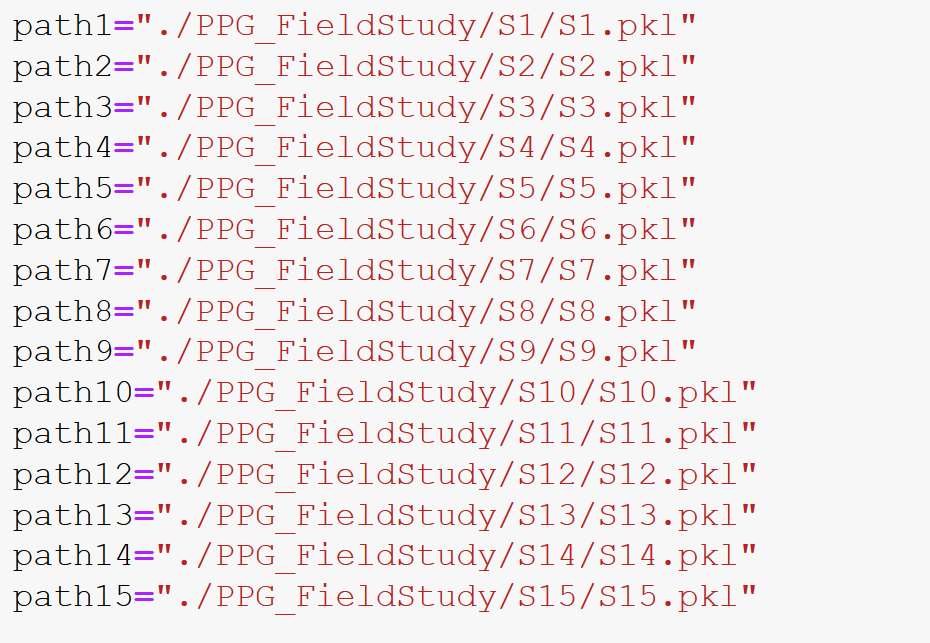 path1="./PPG_FieldStudy/S1/S1.pkl"
path2="./PPG_FieldStudy/S2/S2.pkl"
path3="./PPG_FieldStudy/S3/S3.pkl"
path4="./PPG_FieldStudy/S4/S4.pkl"
path5="./PPG_FieldStudy/S5/S5.pkl"
path6="./PPG_FieldStudy/S6/S6.pkl"
path7="./PPG_FieldStudy/S7/S7.pkl"
path8="./PPG_FieldStudy/S8/S8.pkl"
path9="./PPG_FieldStudy/S9/S9.pkl"
path10="./PPG_FieldStudy/S10/S10.pkl"
path11="./PPG_FieldStudy/S11/S11.pkl"
path12="./PPG_FieldStudy/S12/S12.pkl"
path13="./PPG_FieldStudy/S13/S13.pkl"
path14="./PPG_FieldStudy/S14/S14.pkl"
path15="./PPG_FieldStudy/S15/S15.pkl"